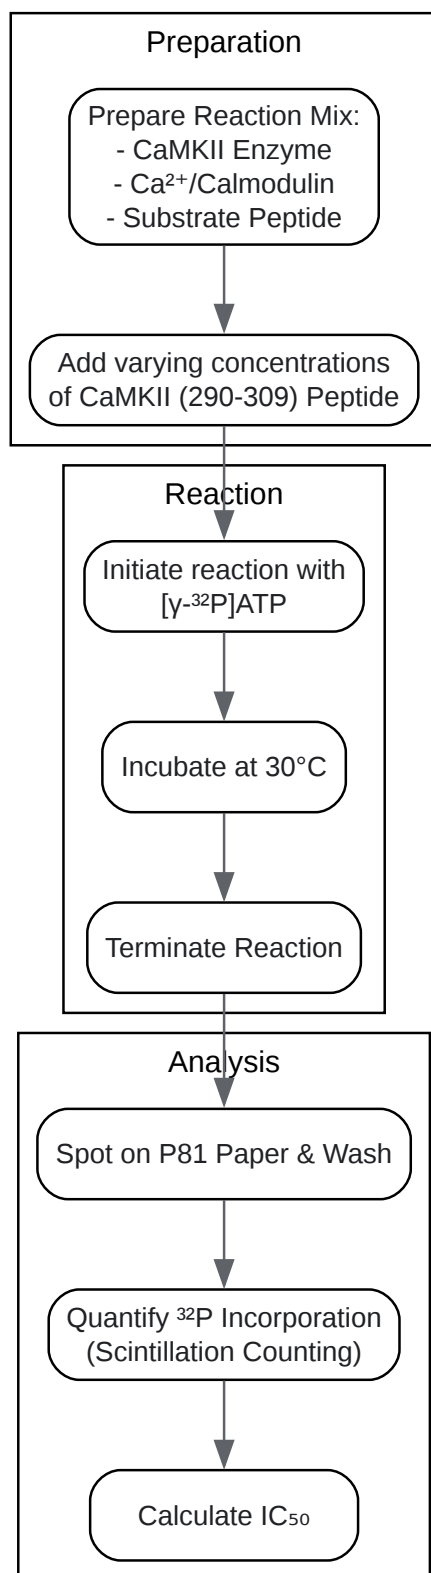 Preparation
Prepare Reaction Mix:
- CaMKII Enzyme
- Ca²⁺/Calmodulin
- Substrate Peptide
Add varying concentrations
of CaMKII (290-309) Peptide
Reaction
Initiate reaction with
[γ-³²P]ATP
Incubate at 30°C
Terminate Reaction
Analysis
Spot on P81 Paper & Wash
Quantify ³²P Incorporation
(Scintillation Counting)
Calculate IC₅₀